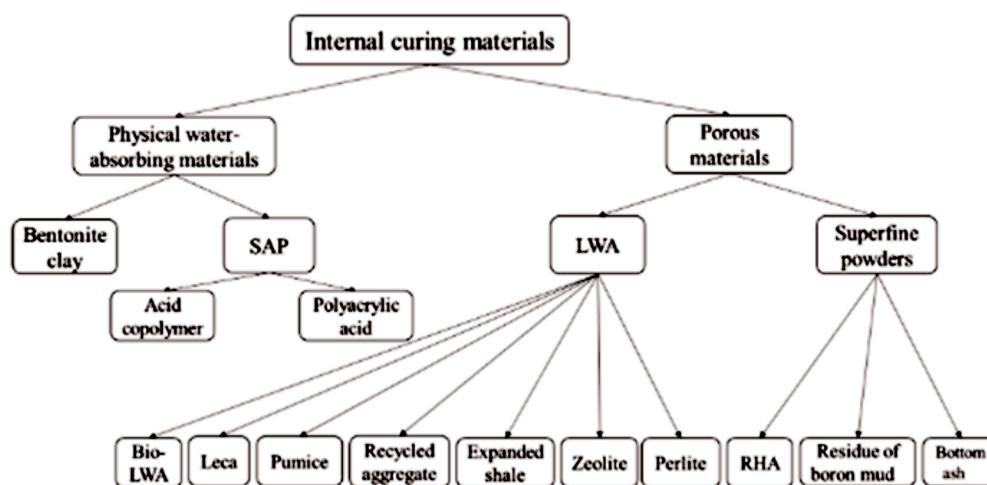 Internal curing materials
Physical water-
absorbing materials
Porous
materials
Bentonite
clay
SAP
LWA
Superfine
powders
Acid
copolymer
Polyacrylic
acid
Bio-
LWA
Leca
Pumice
Recycled
aggregate
Expanded
shale
Zeolite
Perlite
RHA
Residue of
boron mud
Bottom
ash